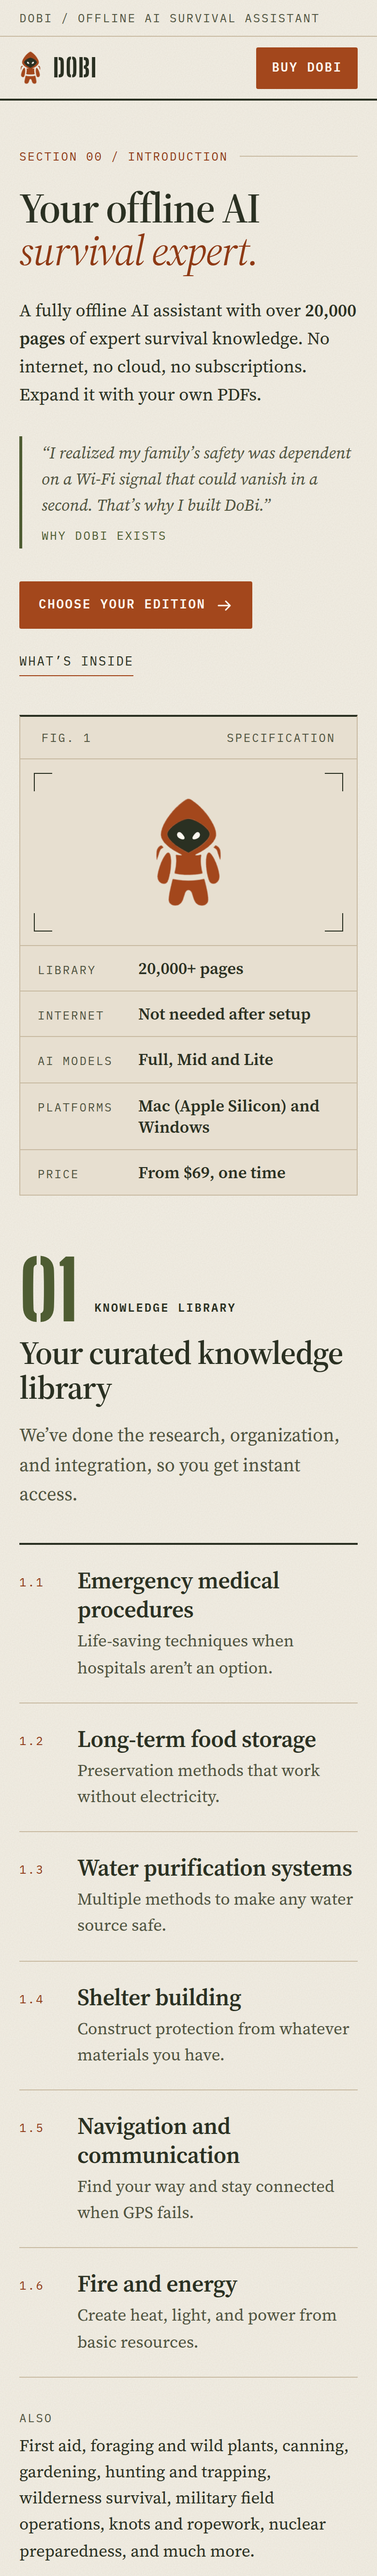 DOBI / OFFLINE AI SURVIVAL ASSISTANT
DOBI
BUY DOBI
SECTION 00 / INTRODUCTION
Your offline AI
survival expert.
A fully offline AI assistant with over 20,000
pages of expert survival knowledge. No
internet, no cloud, no subscriptions.
Expand it with your own PDFs.
“I realized my family’s safety was dependent
on a Wi-Fi signal that could vanish in a
second. That’s why I built DoBi.”
WHY DOBI EXISTS
CHOOSE YOUR EDITION →
WHAT’S INSIDE
FIG. 1 SPECIFICATION
LIBRARY 20,000+ pages
INTERNET Not needed after setup
AI MODELS Full, Mid and Lite
PLATFORMS Mac (Apple Silicon) and
Windows
PRICE From $69, one time
01 KNOWLEDGE LIBRARY
Your curated knowledge
library
We’ve done the research, organization,
and integration, so you get instant
access.
1.1 Emergency medical
procedures
Life-saving techniques when
hospitals aren’t an option.
1.2 Long-term food storage
Preservation methods that work
without electricity.
1.3 Water purification systems
Multiple methods to make any water
source safe.
1.4 Shelter building
Construct protection from whatever
materials you have.
1.5 Navigation and
communication
Find your way and stay connected
when GPS fails.
1.6 Fire and energy
Create heat, light, and power from
basic resources.
ALSO
First aid, foraging and wild plants, canning,
gardening, hunting and trapping,
wilderness survival, military field
operations, knots and ropework, nuclear
preparedness, and much more.